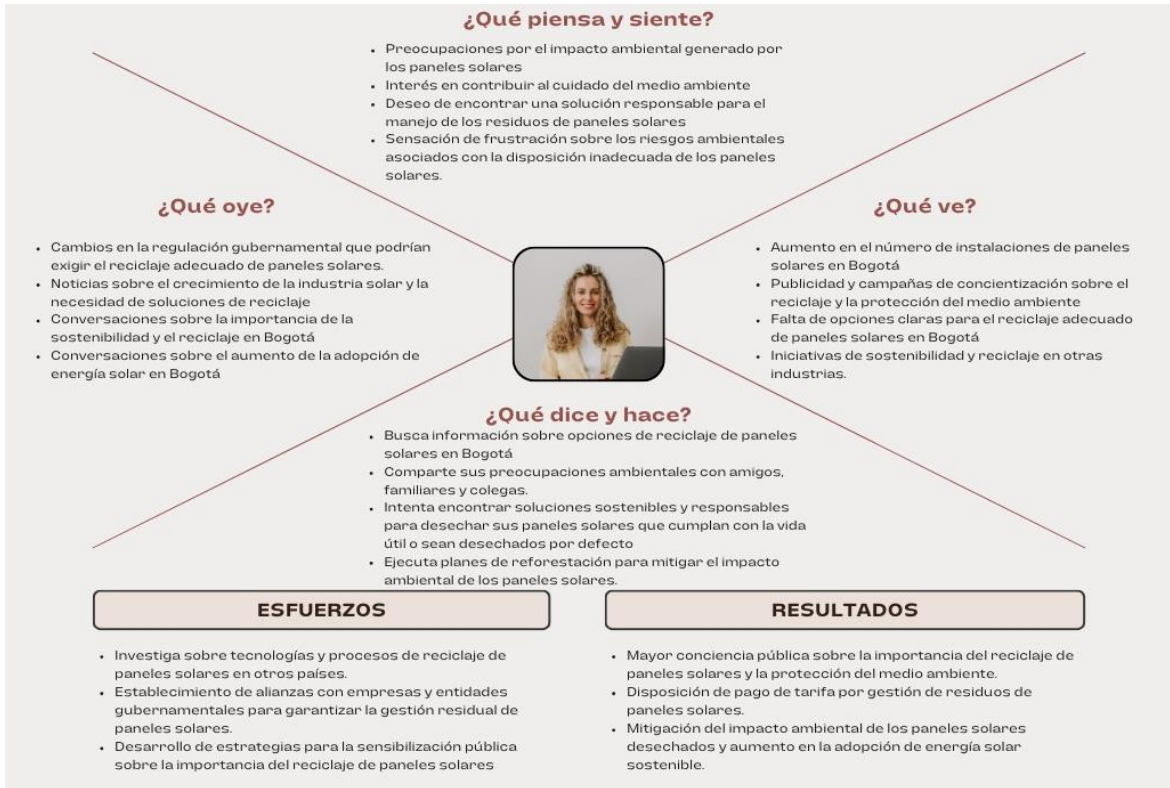 ¿Qué piensa y siente?
• Preocupaciones por el impacto ambiental generado por
los paneles solares
• Interés en contribuir al cuidado del medio ambiente
• Deseo de encontrar una solución responsable para el
manejo de los residuos de paneles solares
• Sensación de frustración sobre los riesgos ambientales
asociados con la disposición inadecuada de los paneles
solares.
¿Qué oye?
• Cambios en la regulación gubernamental que podrían
exigir el reciclaje adecuado de paneles solares.
• Noticias sobre el crecimiento de la industria solar y la
necesidad de soluciones de reciclaje
• Conversaciones sobre la importancia de la
sostenibilidad y el reciclaje en Bogotá
• Conversaciones sobre el aumento de la adopción de
energía solar en Bogotá
¿Qué ve?
• Aumento en el número de instalaciones de paneles
solares en Bogotá
• Publicidad y campañas de concientización sobre el
reciclaje y la protección del medio ambiente
• Falta de opciones claras para el reciclaje adecuado
de paneles solares en Bogotá
• Iniciativas de sostenibilidad y reciclaje en otras
industrias.
¿Qué dice y hace?
• Busca información sobre opciones de reciclaje de paneles
solares en Bogotá
• Comparte sus preocupaciones ambientales con amigos,
familiares y colegas.
• Intenta encontrar soluciones sostenibles y responsables
para desechar sus paneles solares que cumplan con la vida
útil o sean desechados por defecto
• Ejecuta planes de reforestación para mitigar el impacto
ambiental de los paneles solares.
ESFUERZOS
• Investiga sobre tecnologías y procesos de reciclaje de
paneles solares en otros países.
• Establecimiento de alianzas con empresas y entidades
gubernamentales para garantizar la gestión residual de
paneles solares.
• Desarrollo de estrategias para la sensibilización pública
sobre la importancia del reciclaje de paneles solares
RESULTADOS
• Mayor conciencia pública sobre la importancia del reciclaje de
paneles solares y la protección del medio ambiente.
• Disposición de pago de tarifa por gestión de residuos de
paneles solares.
• Mitigación del impacto ambiental de los paneles solares
desechados y aumento en la adopción de energía solar
sostenible.